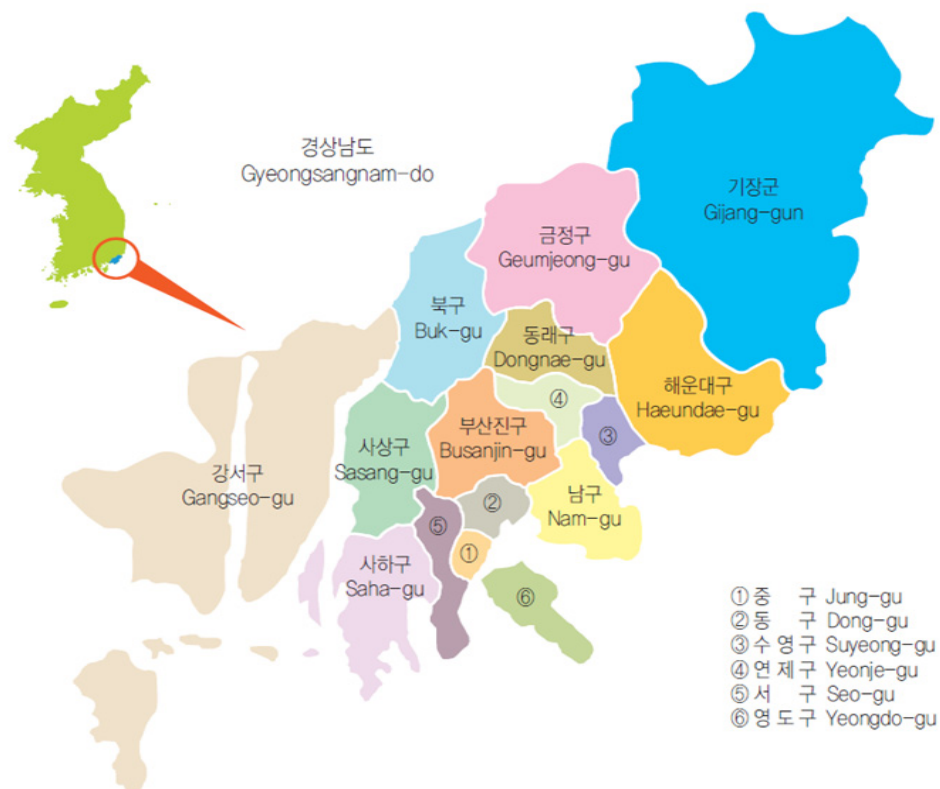 경상남도
Gyeongsangnam-do
기장군
Gijang-gun
금정구
Geumjeong-gu
북구
Buk-gu
동래구
Dongnae-gu
해운대구
Haeundae-gu
④
③
부산진구
Busanjin-gu
사상구
Sasang-gu
강서구
Gangseo-gu
남구
Nam-gu
②
⑤
①
사하구
Saha-gu
⑥
① 중 구 Jung-gu
② 동 구 Dong-gu
③ 수영구 Suyeong-gu
④ 연제구 Yeonje-gu
⑤ 서 구 Seo-gu
⑥ 영도구 Yeongdo-gu